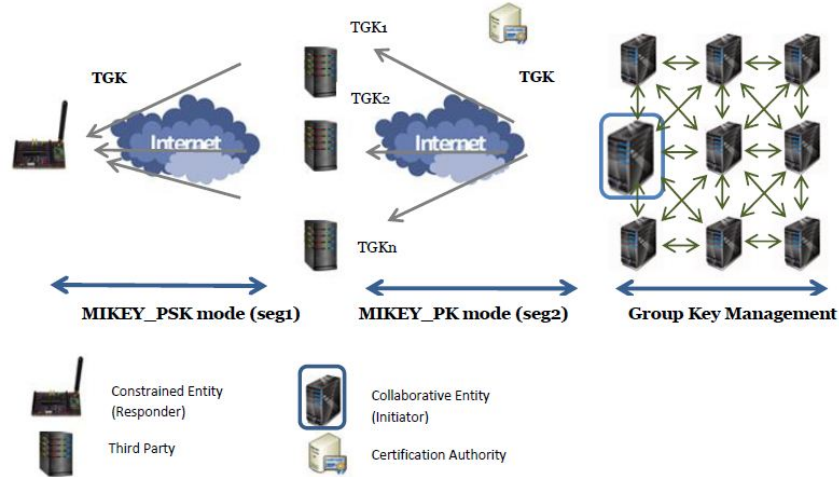 TGK1
TGK
TGK
TGK2
Internet
Internet
TGKn
MIKEY_PSK mode (seg1)
MIKEY_PK mode (seg2)
Group Key Management
Constrained Entity
(Responder)
Collaborative Entity
(Initiator)
Third Party
Certification Authority